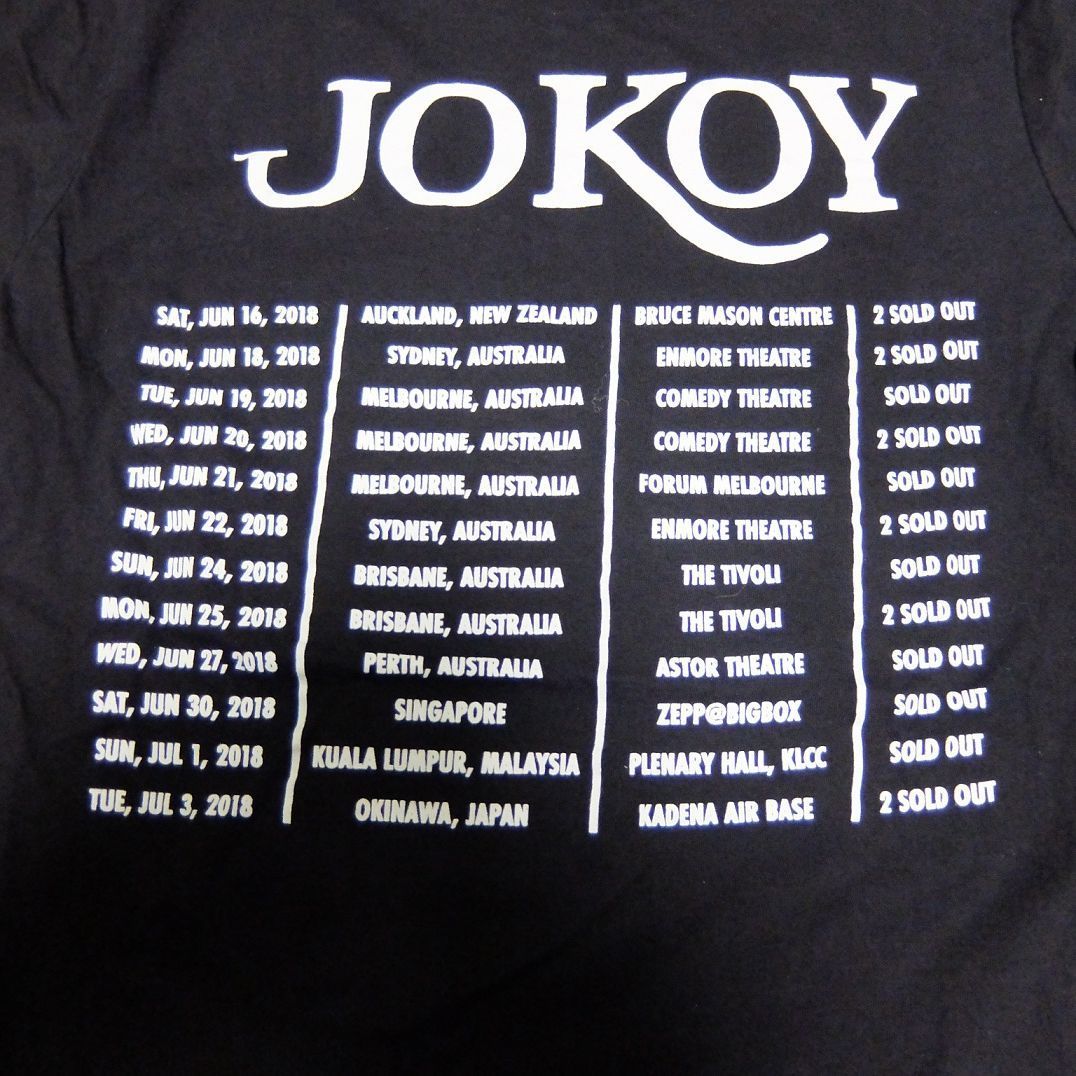 JO KOY
SAT, JUN 16, 2018 AUCKLAND, NEW ZEALAND BRUCE MASON CENTRE 2 SOLD OUT
MON, JUN 18, 2018 SYDNEY, AUSTRALIA ENMORE THEATRE 2 SOLD OUT
TUE, JUN 19, 2018 MELBOURNE, AUSTRALIA COMEDY THEATRE SOLD OUT
WED, JUN 20, 2018 MELBOURNE, AUSTRALIA COMEDY THEATRE 2 SOLD OUT
THU, JUN 21, 2018 MELBOURNE, AUSTRALIA FORUM MELBOURNE SOLD OUT
FRI, JUN 22, 2018 SYDNEY, AUSTRALIA ENMORE THEATRE 2 SOLD OUT
SUN, JUN 24, 2018 BRISBANE, AUSTRALIA THE TIVOLI SOLD OUT
MON, JUN 25, 2018 BRISBANE, AUSTRALIA THE TIVOLI 2 SOLD OUT
WED, JUN 27, 2018 PERTH, AUSTRALIA ASTOR THEATRE SOLD OUT
SAT, JUN 30, 2018 SINGAPORE ZEPP@BIGBOX SOLD OUT
SUN, JUL 1, 2018 KUALA LUMPUR, MALAYSIA PLENARY HALL, KLCC SOLD OUT
TUE, JUL 3, 2018 OKINAWA, JAPAN KADENA AIR BASE 2 SOLD OUT